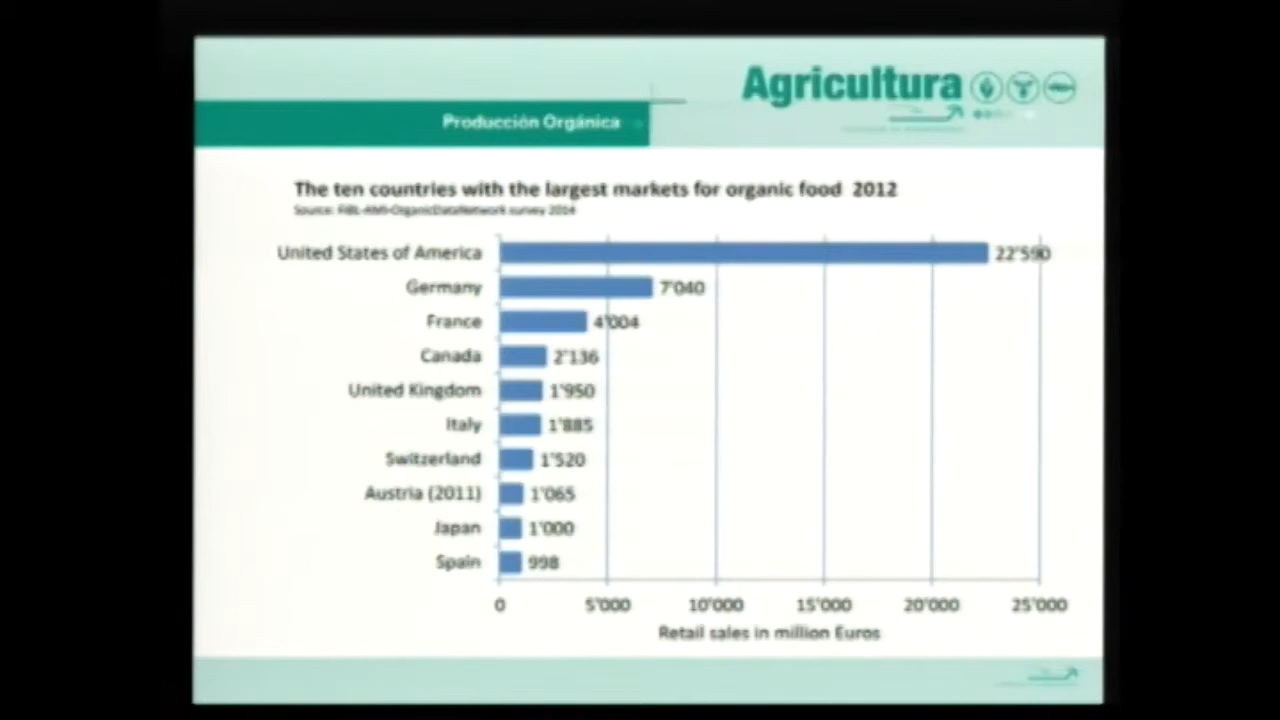 Agricultura
Producción Orgánica
The ten countries with the largest markets for organic food 2012
Source: FiBL-AMI-OrganicDataNetwork survey 2014
United States of America 22'590
Germany 7'040
France 4'004
Canada 2'136
United Kingdom 1'950
Italy 1'885
Switzerland 1'520
Austria (2011) 1'065
Japan 1'000
Spain 998
0 5'000 10'000 15'000 20'000 25'000
Retail sales in million Euros